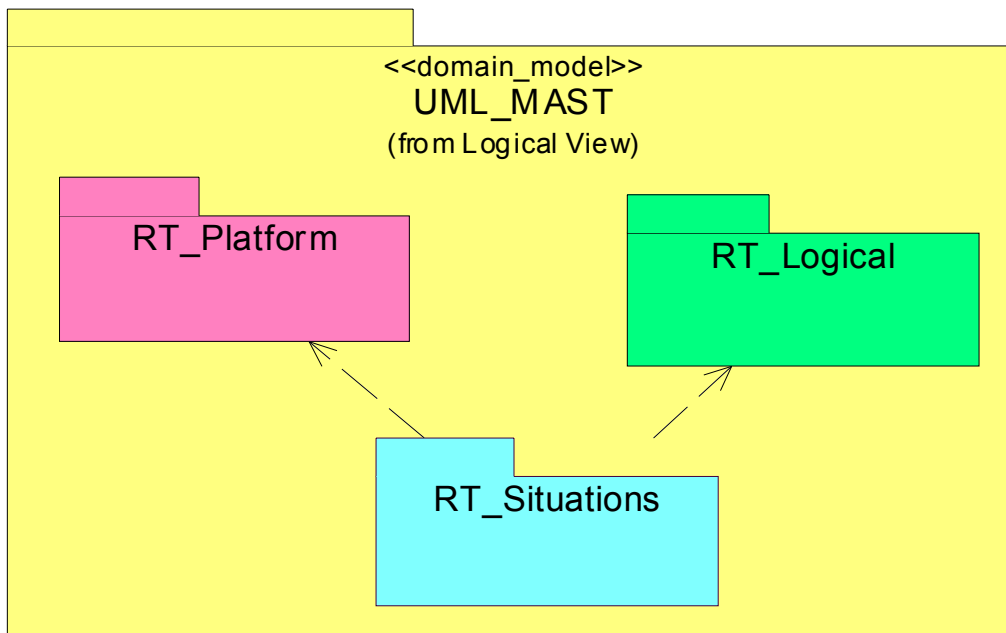 <<domain_model>>
UML_MAST
(from Logical View)
RT_Platform
RT_Logical
RT_Situations